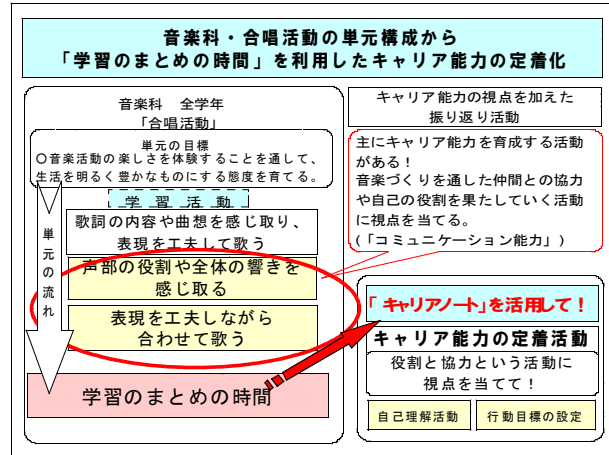 音楽科・合唱活動の単元構成から
「学習のまとめの時間」を利用したキャリア能力の定着化
音楽科　全学年
「合唱活動」
単元の目標
○音楽活動の楽しさを体験することを通して、
生活を明るく豊かなものにする態度を育てる。
学習活動
歌詞の内容や曲想を感じ取り、
表現を工夫して歌う
声部の役割や全体の響きを
感じ取る
表現を工夫しながら
合わせて歌う
単元の流れ
学習のまとめの時間
キャリア能力の視点を加えた
振り返り活動
主にキャリア能力を育成する活動
がある！
音楽づくりを通した仲間との協力
や自己の役割を果たしていく活動
に視点を当てる。
(「コミュニケーション能力」)
「キャリアノート」を活用して！
キャリア能力の定着活動
役割と協力という活動に
視点を当てて！
自己理解活動
行動目標の設定